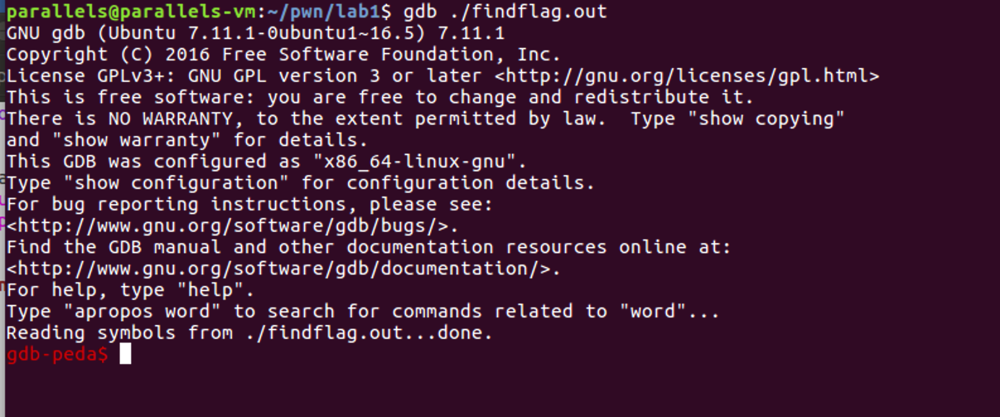 parallels@parallels-vm:~/pwn/lab1$ gdb ./findflag.out
GNU gdb (Ubuntu 7.11.1-0ubuntu1~16.5) 7.11.1
Copyright (C) 2016 Free Software Foundation, Inc.
License GPLv3+: GNU GPL version 3 or later <http://gnu.org/licenses/gpl.html>
This is free software: you are free to change and redistribute it.
There is NO WARRANTY, to the extent permitted by law.  Type "show copying"
and "show warranty" for details.
This GDB was configured as "x86_64-linux-gnu".
Type "show configuration" for configuration details.
For bug reporting instructions, please see:
<http://www.gnu.org/software/gdb/bugs/>.
Find the GDB manual and other documentation resources online at:
<http://www.gnu.org/software/gdb/documentation/>.
For help, type "help".
Type "apropos word" to search for commands related to "word"...
Reading symbols from ./findflag.out...done.
gdb-peda$